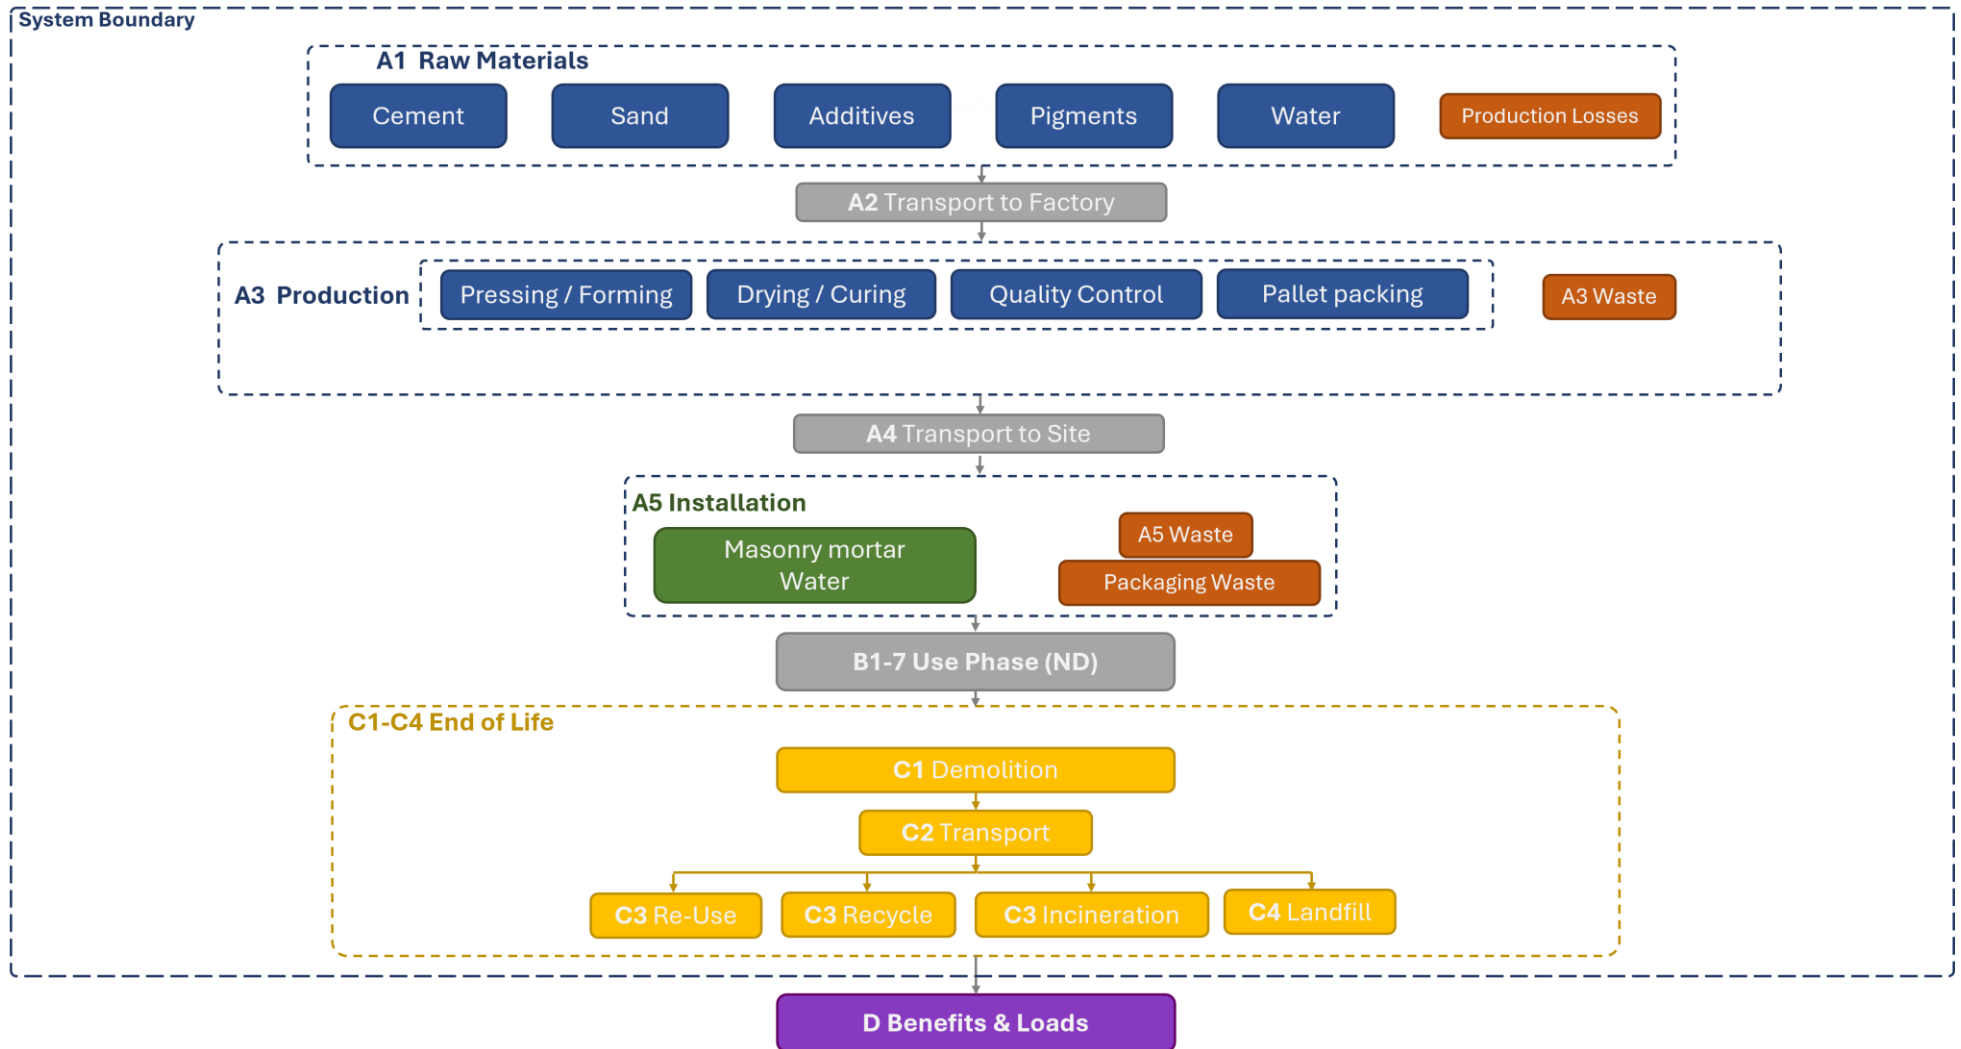 System Boundary
A1 Raw Materials
Cement
Sand
Additives
Pigments
Water
Production Losses
A2 Transport to Factory
A3 Production
Pressing / Forming
Drying / Curing
Quality Control
Pallet packing
A3 Waste
A4 Transport to Site
A5 Installation
Masonry mortar
Water
A5 Waste
Packaging Waste
B1-7 Use Phase (ND)
C1-C4 End of Life
C1 Demolition
C2 Transport
C3 Re-Use
C3 Recycle
C3 Incineration
C4 Landfill
D Benefits & Loads